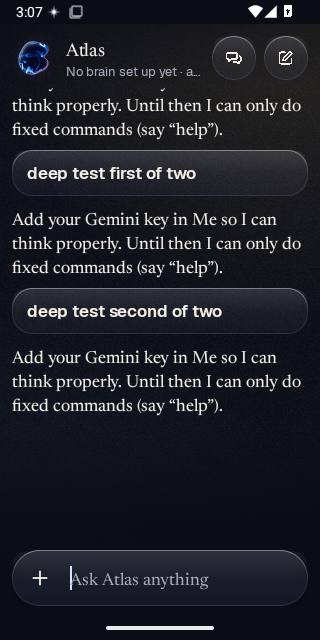 3:07
Atlas
No brain set up yet · a...
think properly. Until then I can only do
fixed commands (say “help”).
deep test first of two
Add your Gemini key in Me so I can
think properly. Until then I can only do
fixed commands (say “help”).
deep test second of two
Add your Gemini key in Me so I can
think properly. Until then I can only do
fixed commands (say “help”).
Ask Atlas anything